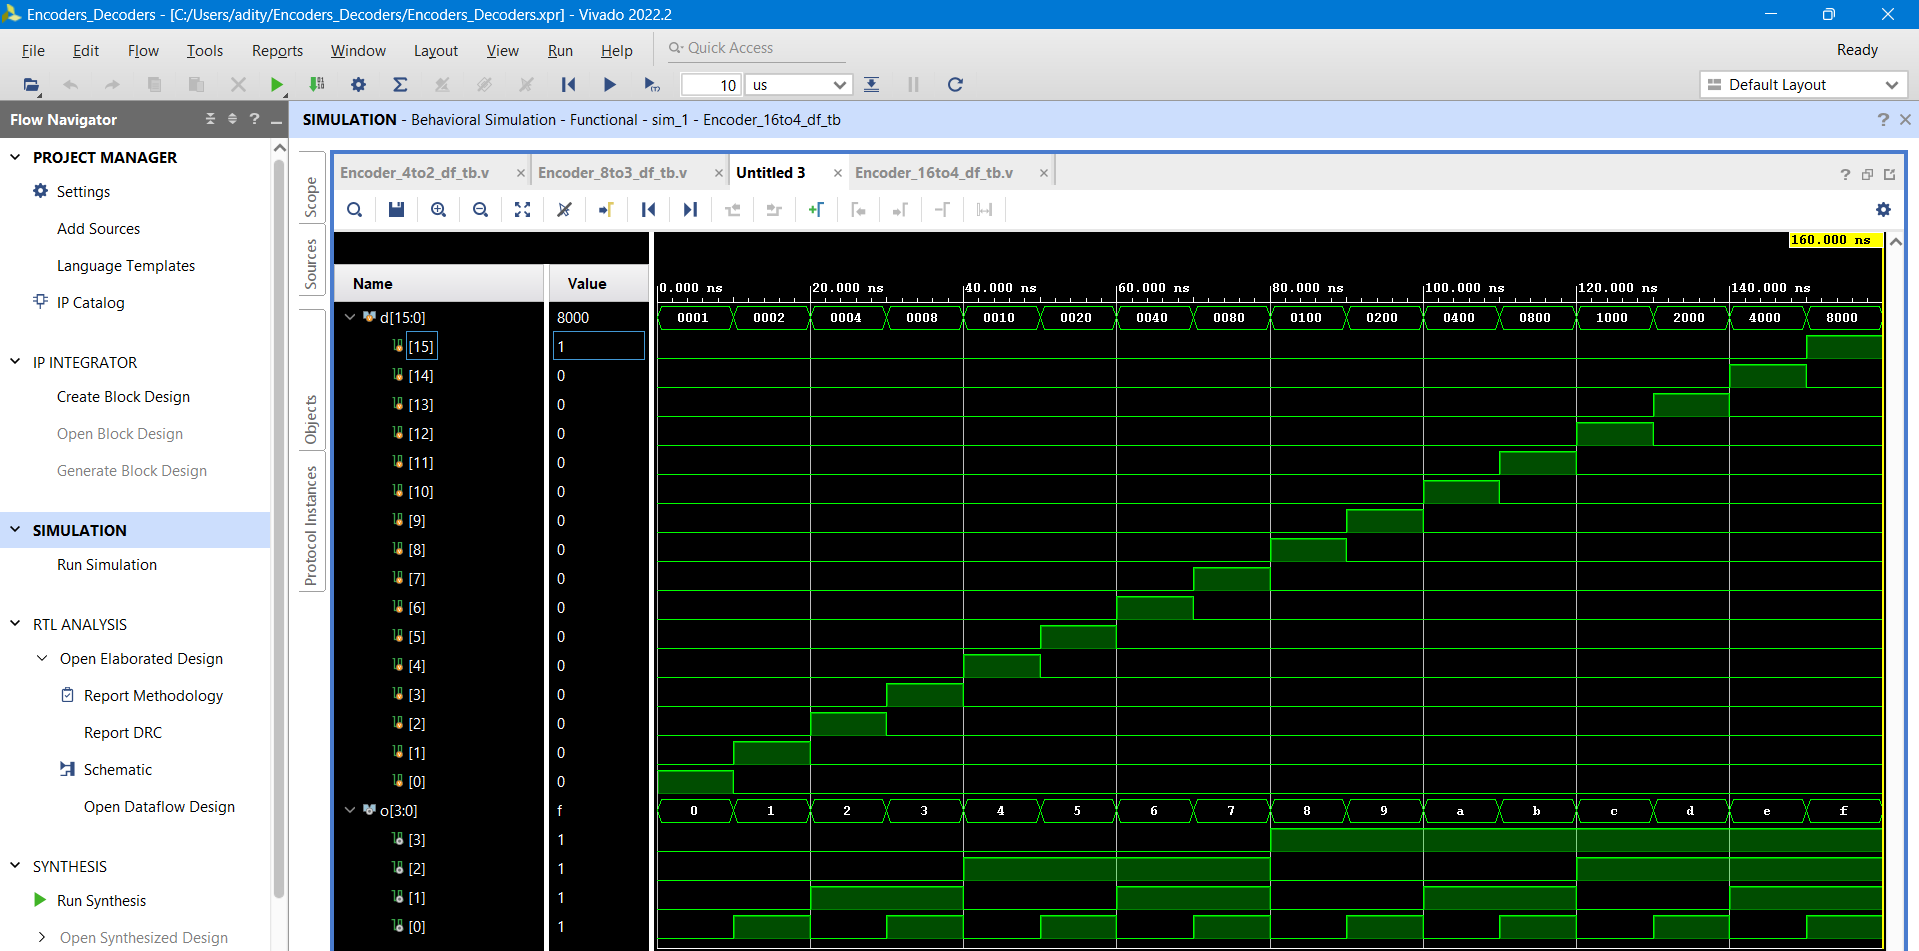 Encoders_Decoders - [C:/Users/adity/Encoders_Decoders/Encoders_Decoders.xpr] - Vivado 2022.2
File Edit Flow Tools Reports Window Layout View Run Help Quick Access Ready
10 us Default Layout
Flow Navigator ? _
SIMULATION - Behavioral Simulation - Functional - sim_1 - Encoder_16to4_df_tb ? ×
PROJECT MANAGER
Settings
Add Sources
Language Templates
IP Catalog
IP INTEGRATOR
Create Block Design
Open Block Design
Generate Block Design
SIMULATION
Run Simulation
RTL ANALYSIS
Open Elaborated Design
Report Methodology
Report DRC
Schematic
Open Dataflow Design
SYNTHESIS
Run Synthesis
Open Synthesized Design
Scope
Sources
Objects
Protocol Instances
Encoder_4to2_df_tb.v × Encoder_8to3_df_tb.v × Untitled 3 × Encoder_16to4_df_tb.v × ?
160.000 ns
Name Value
0.000 ns 20.000 ns 40.000 ns 60.000 ns 80.000 ns 100.000 ns 120.000 ns 140.000 ns
d[15:0] 8000 0001 0002 0004 0008 0010 0020 0040 0080 0100 0200 0400 0800 1000 2000 4000 8000
[15] 1
[14] 0
[13] 0
[12] 0
[11] 0
[10] 0
[9] 0
[8] 0
[7] 0
[6] 0
[5] 0
[4] 0
[3] 0
[2] 0
[1] 0
[0] 0
o[3:0] f 0 1 2 3 4 5 6 7 8 9 a b c d e f
[3] 1
[2] 1
[1] 1
[0] 1